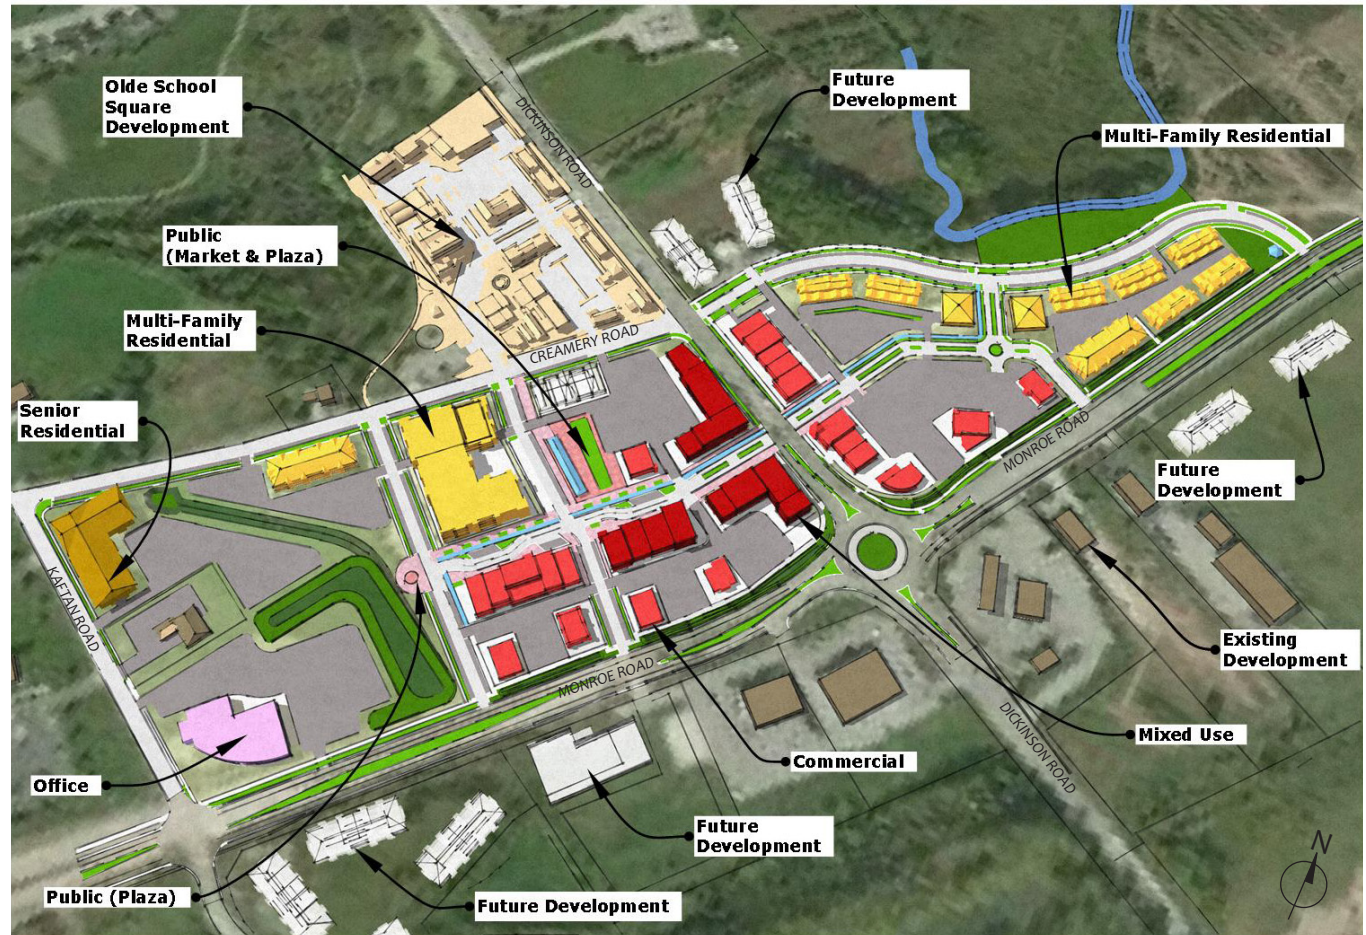 Olde School
Square
Development
DICKINSON ROAD
Future
Development
Multi-Family Residential
Public
(Market & Plaza)
Multi-Family
Residential
CREAMERY ROAD
Senior
Residential
MONROE ROAD
Future
Development
KAFTAN ROAD
Existing
Development
MONROE ROAD
DICKINSON ROAD
Mixed Use
Commercial
Office
Future
Development
Public (Plaza)
Future Development
N